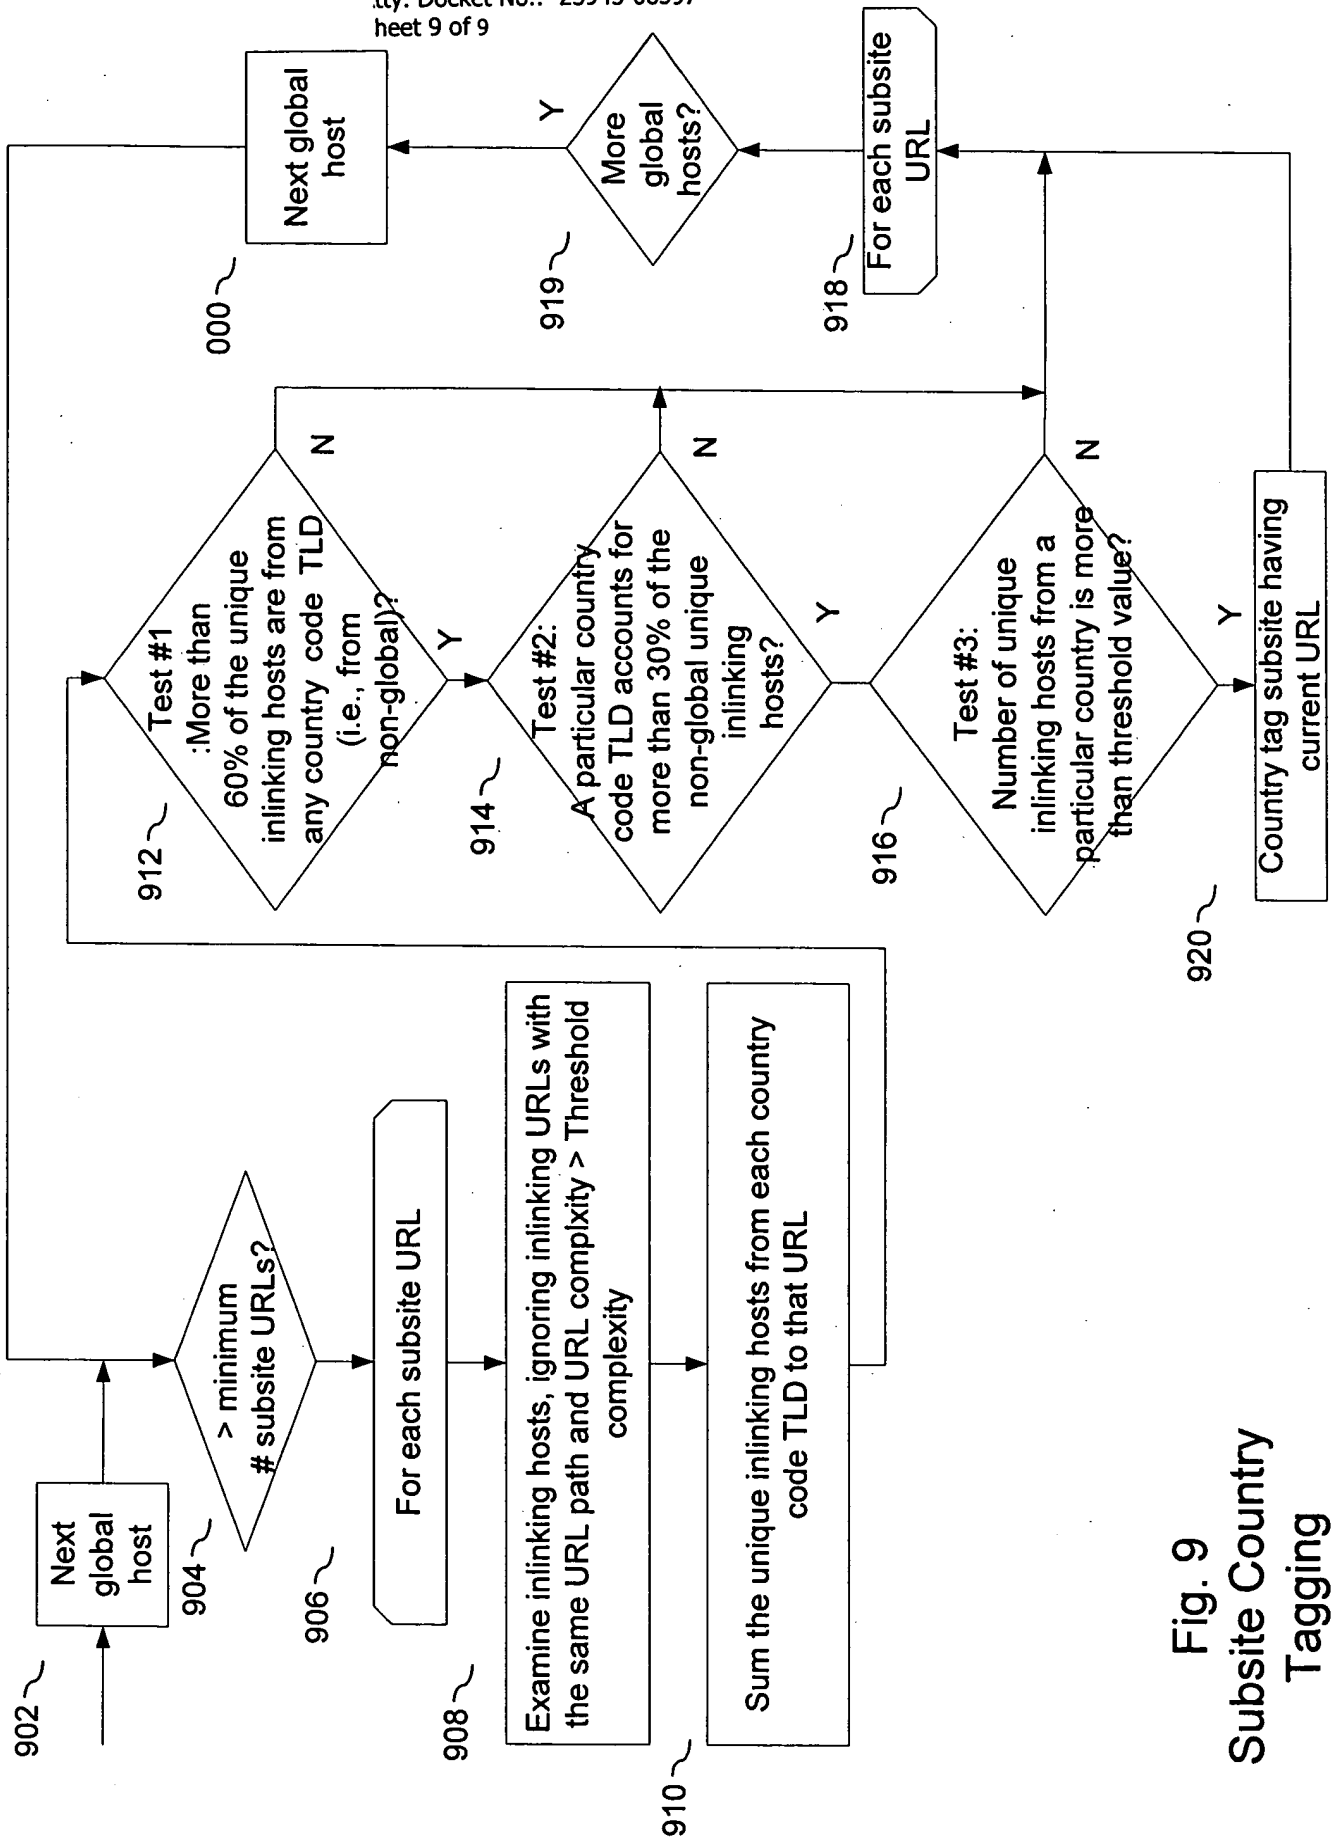 .tty. Docket No.: 23943-06597
heet 9 of 9
902
Next
global
host
904
> minimum
# subsite URLs?
906
For each subsite URL
908
Examine inlinking hosts, ignoring inlinking URLs with
the same URL path and URL complxity > Threshold
complexity
910
Sum the unique inlinking hosts from each country
code TLD to that URL
912
Test #1
:More than
60% of the unique
inlinking hosts are from
any country code TLD
(i.e., from
non-global)?
N
Y
914
Test #2:
A particular country
code TLD accounts for
more than 30% of the
non-global unique
inlinking
hosts?
N
Y
916
Test #3:
Number of unique
inlinking hosts from a
particular country is more
than threshold value?
N
Y
920
Country tag subsite having
current URL
918
For each subsite
URL
919
More
global
hosts?
Y
000
Next global
host
Fig. 9
Subsite Country
Tagging